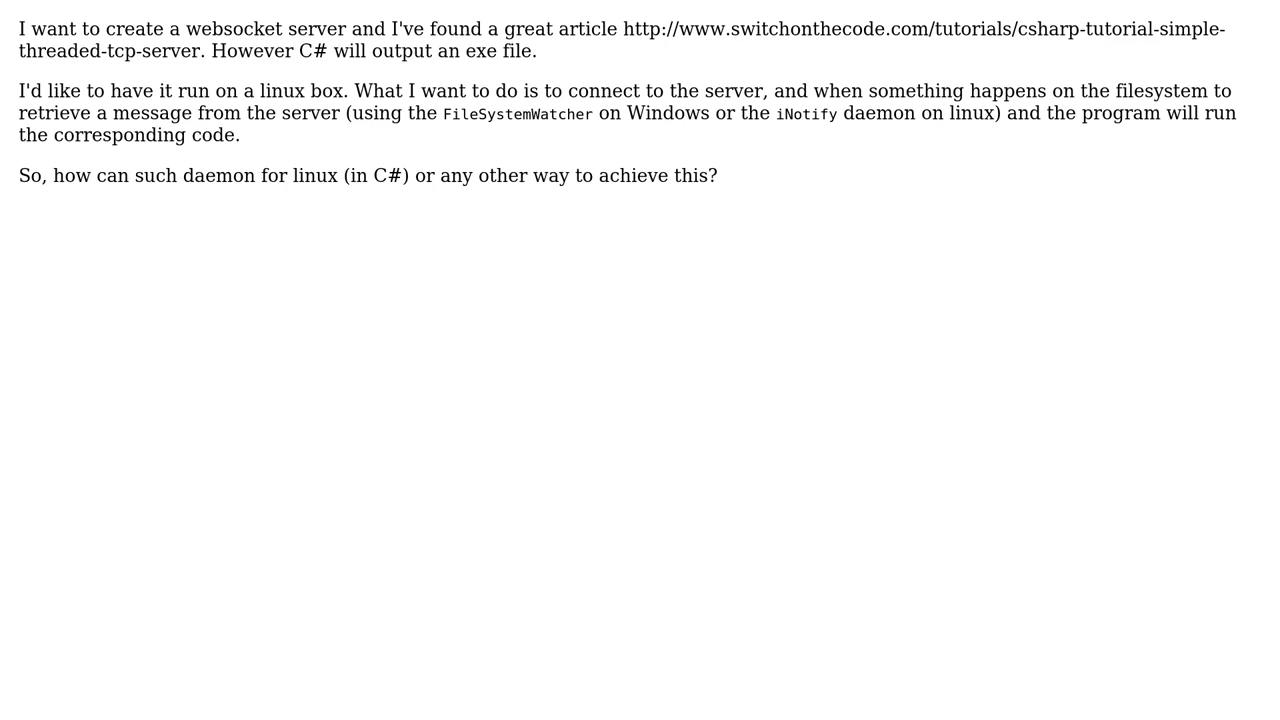 I want to create a websocket server and I've found a great article http://www.switchonthecode.com/tutorials/csharp-tutorial-simple-
threaded-tcp-server. However C# will output an exe file.
I'd like to have it run on a linux box. What I want to do is to connect to the server, and when something happens on the filesystem to
retrieve a message from the server (using the FileSystemWatcher on Windows or the iNotify daemon on linux) and the program will run
the corresponding code.
So, how can such daemon for linux (in C#) or any other way to achieve this?